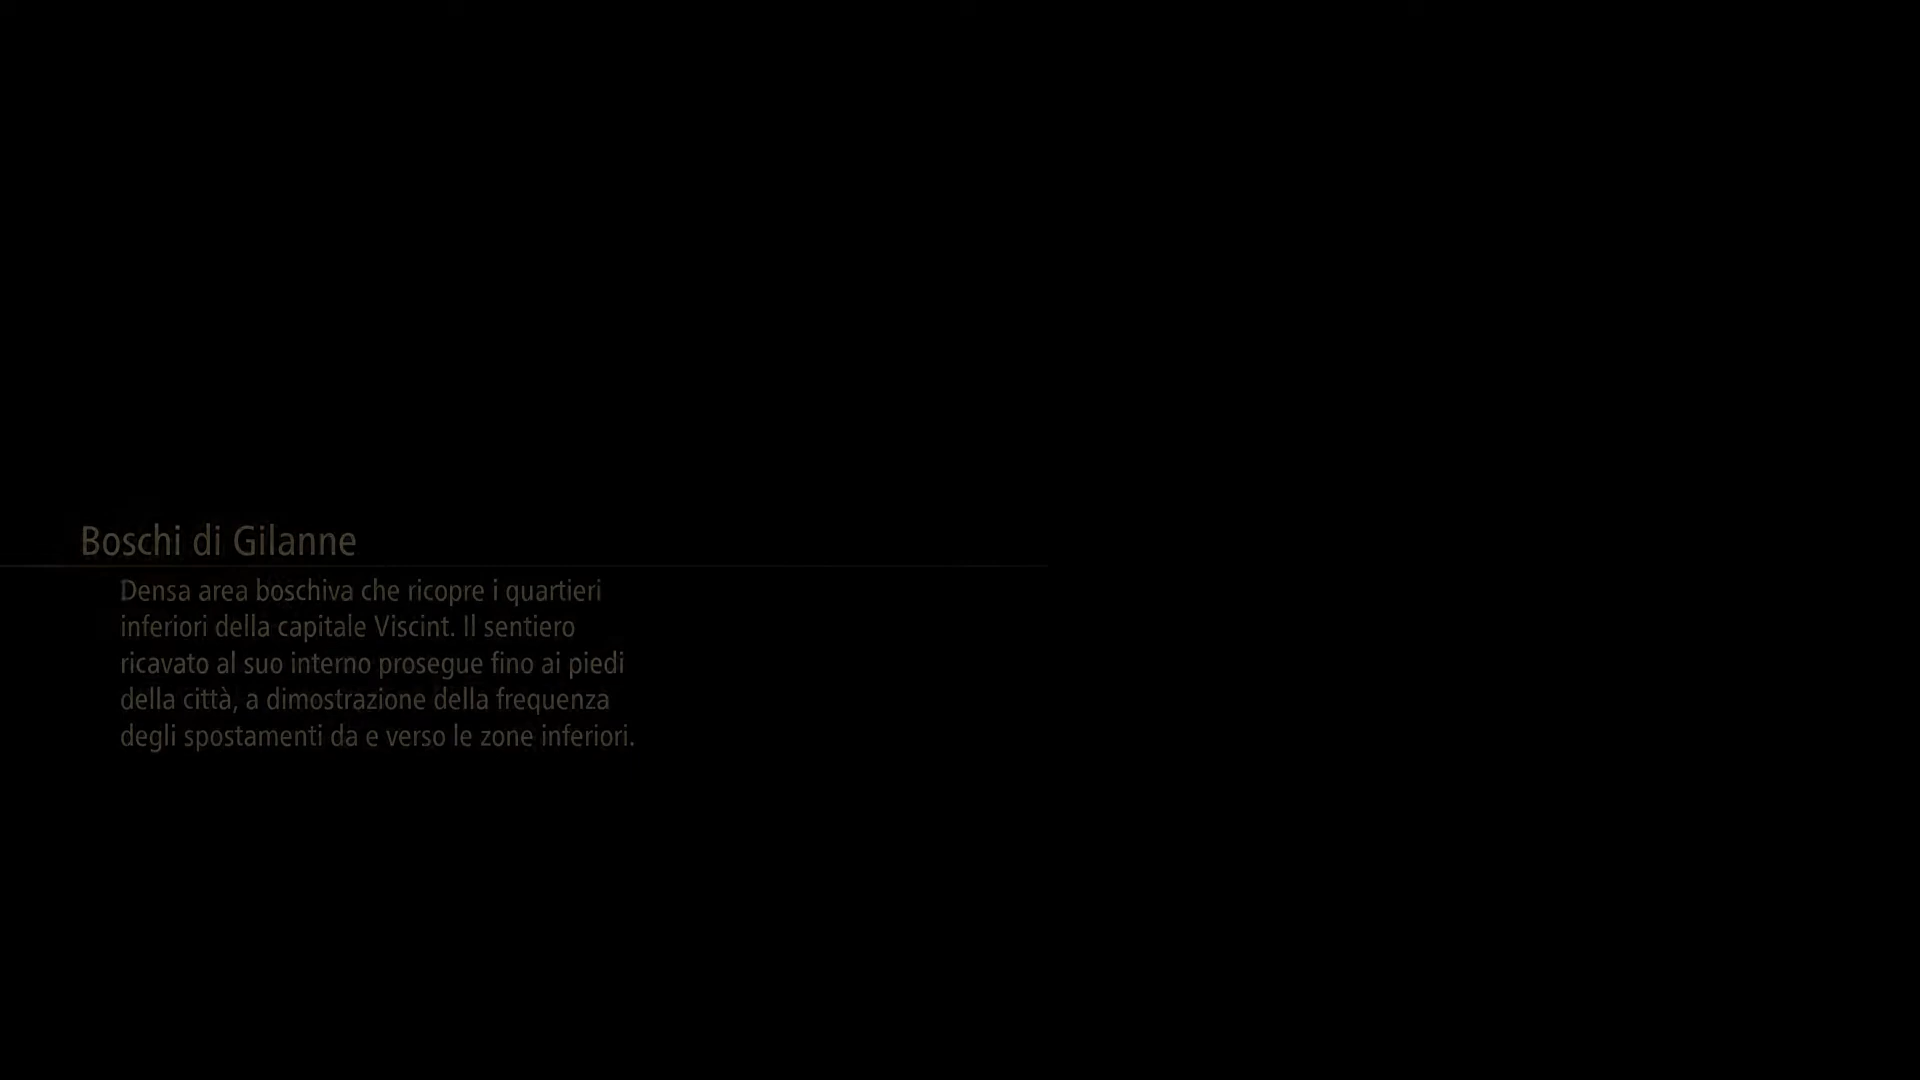 Boschi di Gilanne
Densa area boschiva che ricopre i quartieri
inferiori della capitale Viscint. Il sentiero
ricavato al suo interno prosegue fino ai piedi
della città, a dimostrazione della frequenza
degli spostamenti da e verso le zone inferiori.